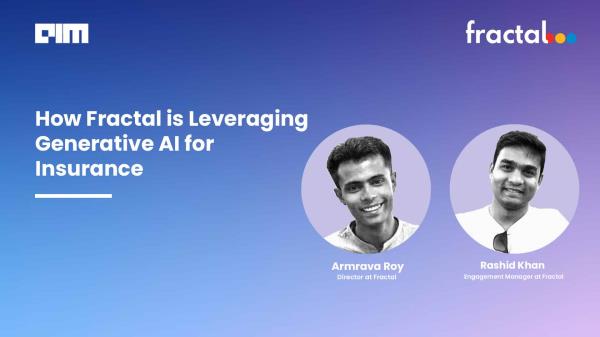 AIM
fractal
How Fractal is Leveraging
Generative AI for
Insurance
Armrava Roy
Director at Fractal
Rashid Khan
Engagement Manager at Fractal